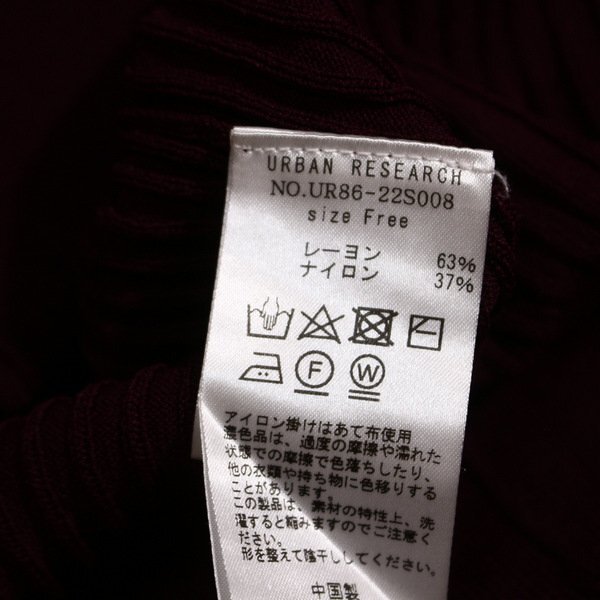 URBAN RESEARCH
NO.UR86-22S008
size Free
レーヨン 63%
ナイロン 37%
F W
アイロン掛けはあて布使用
濃色品は、過度の摩擦や濡れた
状態での摩擦で色落ちしたり、
他の衣類や持ち物に色移りする
ことがあります。
この製品は、素材の特性上、洗
濯すると縮みますのでご注意く
ださい。
形を整えて陰干ししてください。
中国製